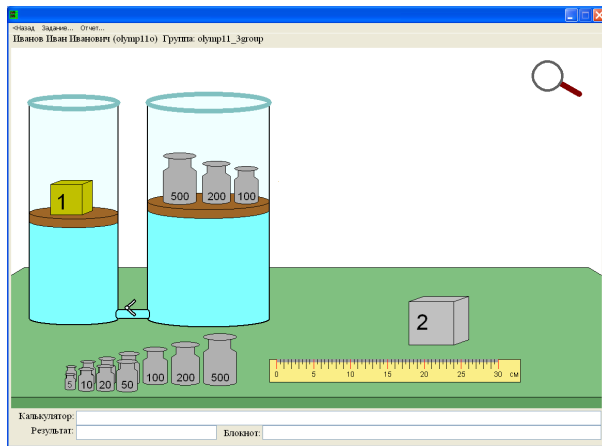 <Назад Задание... Отчет...
Иванов Иван Иванович (olymp11o) Группа: olymp11_3group
1
500 200 100
2
5 10 20 50 100 200 500
0 5 10 15 20 25 30 см
Калькулятор:
Результат: Блокнот: